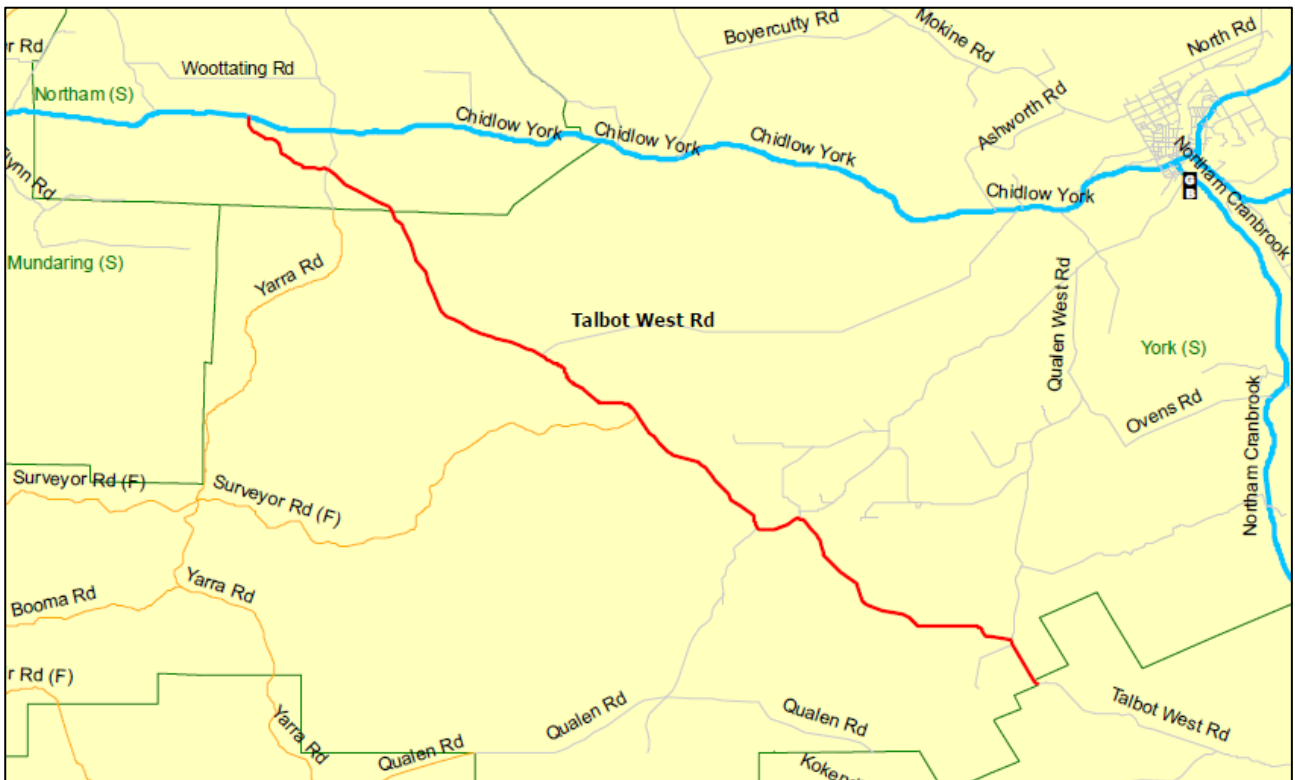 Boyercutty Rd
Mokine Rd
North Rd
r Rd
Woottating Rd
Northam (S)
Ashworth Rd
Chidlow York
Chidlow York
Chidlow York
Chidlow York
Northam Cranbrook
Flynn Rd
Mundaring (S)
Yarra Rd
Talbot West Rd
Qualen West Rd
York (S)
Ovens Rd
Northam Cranbrook
Surveyor Rd (F)
Surveyor Rd (F)
Booma Rd
Yarra Rd
r Rd (F)
Yarra Rd
Qualen Rd
Qualen Rd
Qualen Rd
Talbot West Rd